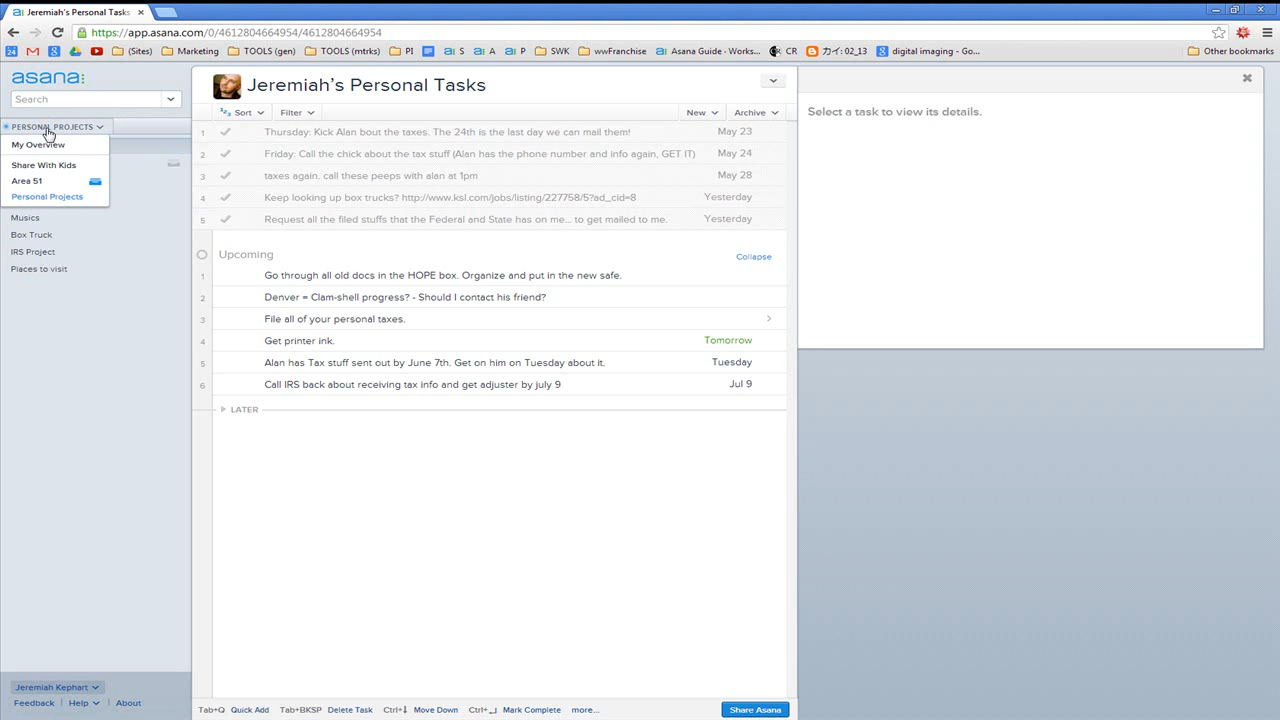 Jeremiah's Personal Tasks
https://app.asana.com/0/4612804664954/4612804664954
24 (Sites) Marketing TOOLS (gen) TOOLS (mtrks) PI S A P SWK wwFranchise Asana Guide - Works... CR カイ: 02_13 digital imaging - Go... Other bookmarks
asana:
Search
PERSONAL PROJECTS
My Overview
Share With Kids
Area 51
Personal Projects
Musics
Box Truck
IRS Project
Places to visit
Jeremiah Kephart
Feedback Help About
Jeremiah's Personal Tasks
Sort Filter New Archive
1 Thursday: Kick Alan bout the taxes. The 24th is the last day we can mail them! May 23
2 Friday: Call the chick about the tax stuff (Alan has the phone number and info again, GET IT) May 24
3 taxes again. call these peeps with alan at 1pm May 28
4 Keep looking up box trucks? http://www.ksl.com/jobs/listing/227758/5?ad_cid=8 Yesterday
5 Request all the filed stuffs that the Federal and State has on me... to get mailed to me. Yesterday
Upcoming Collapse
1 Go through all old docs in the HOPE box. Organize and put in the new safe.
2 Denver = Clam-shell progress? - Should I contact his friend?
3 File all of your personal taxes.
4 Get printer ink. Tomorrow
5 Alan has Tax stuff sent out by June 7th. Get on him on Tuesday about it. Tuesday
6 Call IRS back about receiving tax info and get adjuster by july 9 Jul 9
LATER
Tab+Q Quick Add Tab+BKSP Delete Task Ctrl+↓ Move Down Ctrl+↵ Mark Complete more... Share Asana
Select a task to view its details.